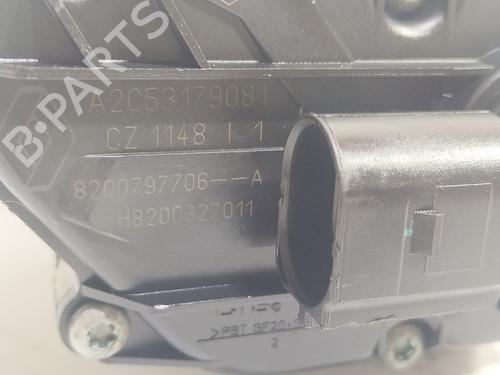 B-PARTS
A2C53179081
CZ 1148 I 1
8200797706--A
H8200327011
>PBT GF20
2